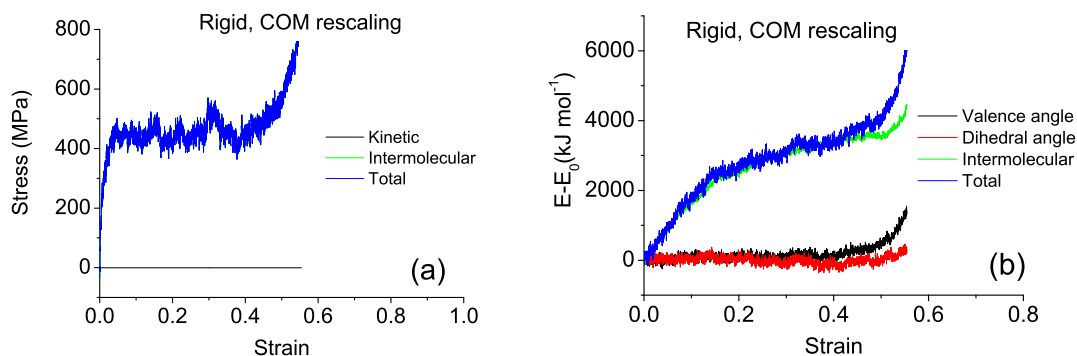 Rigid, COM rescaling
800
600
400
200
0
Stress (MPa)
Kinetic
Intermolecular
Total
(a)
0.0 0.2 0.4 0.6 0.8 1.0
Strain
Rigid, COM rescaling
6000
4000
2000
0
E-E0(kJ mol-1)
Valence angle
Dihedral angle
Intermolecular
Total
(b)
0.0 0.2 0.4 0.6 0.8
Strain